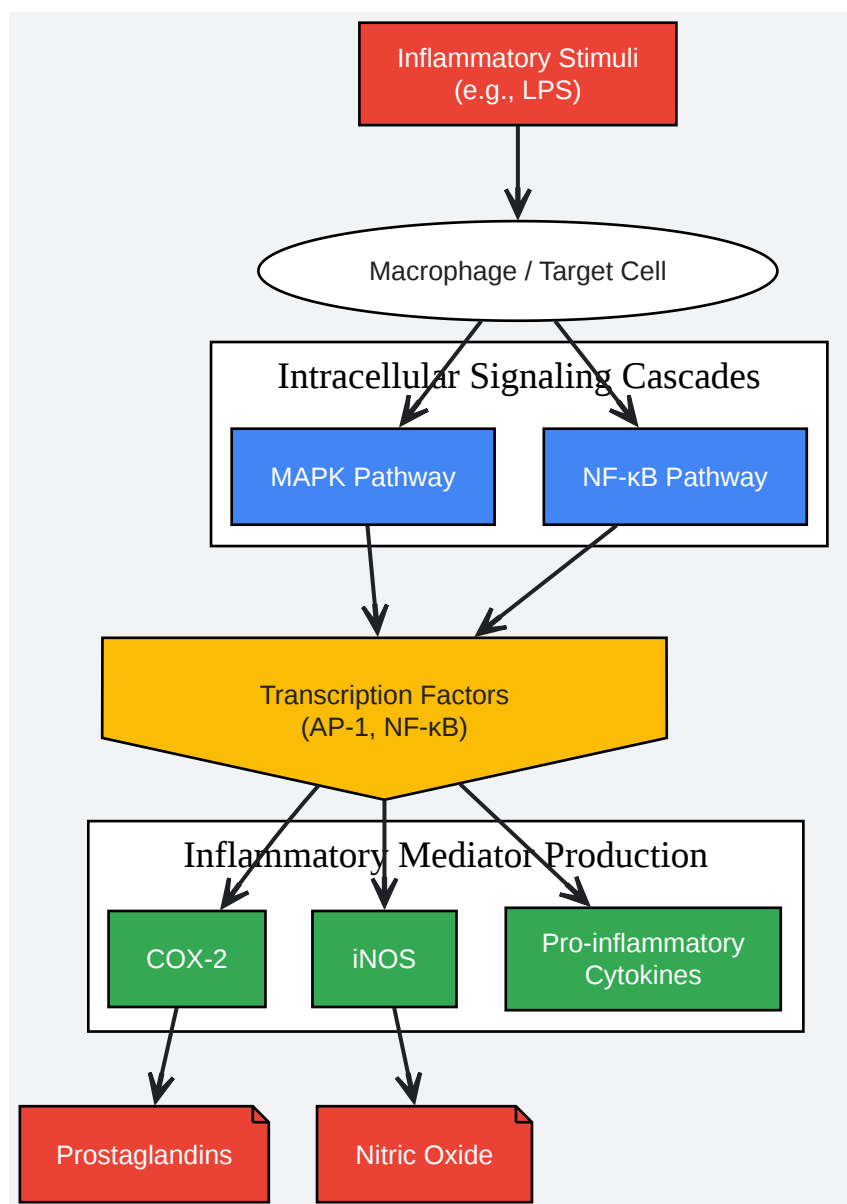 Inflammatory Stimuli
(e.g., LPS)
Macrophage / Target Cell
Intracellular Signaling Cascades
MAPK Pathway
NF-κB Pathway
Transcription Factors
(AP-1, NF-κB)
Inflammatory Mediator Production
COX-2
iNOS
Pro-inflammatory
Cytokines
Prostaglandins
Nitric Oxide